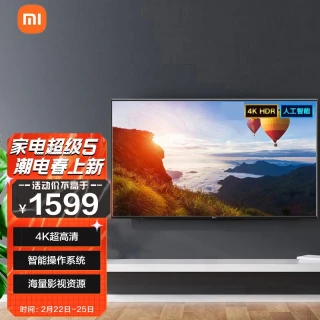 mi
4K HDR 人工智能
家电超级5
潮电春上新
活动价不高于
¥1599
4K超高清
智能操作系统
海量影视资源
时间：2月22日-25日